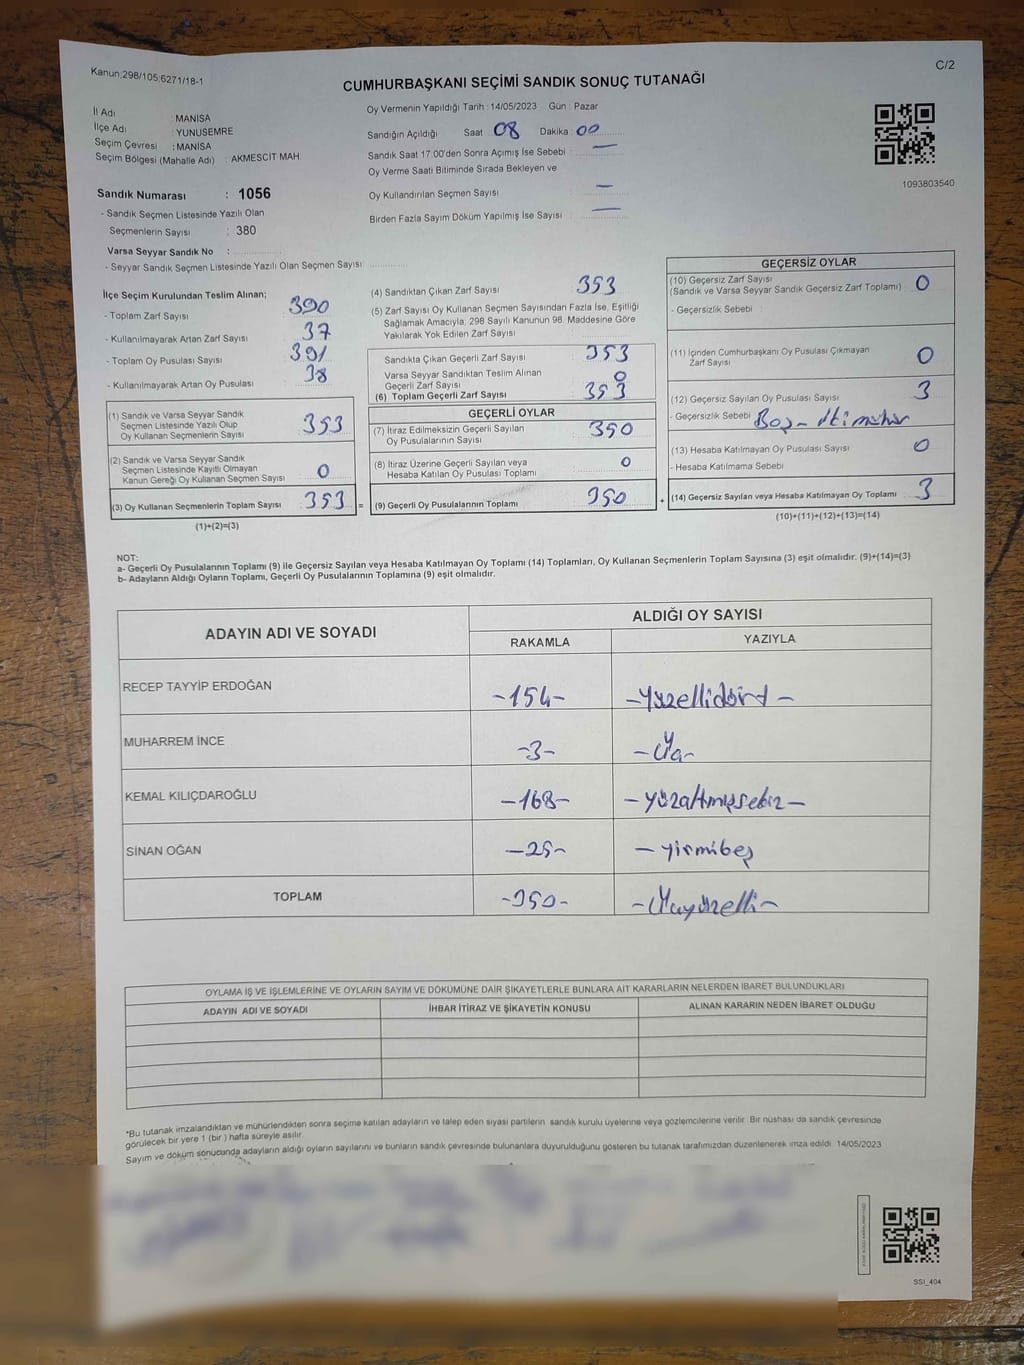 Kanun;298/105;6271/18-1
C/2
CUMHURBAŞKANI SEÇİMİ SANDIK SONUÇ TUTANAĞI
İl Adı : MANİSA
İlçe Adı : YUNUSEMRE
Seçim Çevresi : MANİSA
Seçim Bölgesi (Mahalle Adı) : AKMESCİT MAH.
Sandık Numarası : 1056
- Sandık Seçmen Listesinde Yazılı Olan
Seçmenlerin Sayısı : 380
Varsa Seyyar Sandık No :
- Seyyar Sandık Seçmen Listesinde Yazılı Olan Seçmen Sayısı
Oy Vermenin Yapıldığı Tarih : 14/05/2023 Gün : Pazar
Sandığın Açıldığı Saat : 08 Dakika : 00
Sandık Saat 17:00'den Sonra Açımış İse Sebebi : —
Oy Verme Saati Bitiminde Sırada Bekleyen ve
Oy Kullandırılan Seçmen Sayısı : —
Birden Fazla Sayım Döküm Yapılmış İse Sayısı : —
1093803540
İlçe Seçim Kurulundan Teslim Alınan;
- Toplam Zarf Sayısı 390
- Kullanılmayarak Artan Zarf Sayısı 37
- Toplam Oy Pusulası Sayısı 391
- Kullanılmayarak Artan Oy Pusulası 38
(1) Sandık ve Varsa Seyyar Sandık
Seçmen Listesinde Yazılı Olup
Oy Kullanan Seçmenlerin Sayısı 353
(2) Sandık ve Varsa Seyyar Sandık
Seçmen Listesinde Kayıtlı Olmayan
Kanun Gereği Oy Kullanan Seçmen Sayısı 0
(3) Oy Kullanan Seçmenlerin Toplam Sayısı 353 =
(1)+(2)=(3)
(4) Sandıktan Çıkan Zarf Sayısı 353
(5) Zarf Sayısı Oy Kullanan Seçmen Sayısından Fazla İse, Eşitliği
Sağlamak Amacıyla, 298 Sayılı Kanunun 98. Maddesine Göre
Yakılarak Yok Edilen Zarf Sayısı
Sandıkta Çıkan Geçerli Zarf Sayısı 353
Varsa Seyyar Sandıktan Teslim Alınan
Geçerli Zarf Sayısı 0
(6) Toplam Geçerli Zarf Sayısı 353
GEÇERLİ OYLAR
(7) İtiraz Edilmeksizin Geçerli Sayılan
Oy Pusulalarının Sayısı 350
(8) İtiraz Üzerine Geçerli Sayılan veya
Hesaba Katılan Oy Pusulası Toplamı 0
(9) Geçerli Oy Pusulalarının Toplamı 350 +
GEÇERSİZ OYLAR
(10) Geçersiz Zarf Sayısı
(Sandık ve Varsa Seyyar Sandık Geçersiz Zarf Toplamı) 0
- Geçersizlik Sebebi :
(11) İçinden Cumhurbaşkanı Oy Pusulası Çıkmayan
Zarf Sayısı 0
(12) Geçersiz Sayılan Oy Pusulası Sayısı 3
- Geçersizlik Sebebi Boş - iki mühür
(13) Hesaba Katılmayan Oy Pusulası Sayısı 0
- Hesaba Katılmama Sebebi
(14) Geçersiz Sayılan veya Hesaba Katılmayan Oy Toplamı 3
(10)+(11)+(12)+(13)=(14)
NOT:
a- Geçerli Oy Pusulalarının Toplamı (9) ile Geçersiz Sayılan veya Hesaba Katılmayan Oy Toplamı (14) Toplamları, Oy Kullanan Seçmenlerin Toplam Sayısına (3) eşit olmalıdır. (9)+(14)=(3)
b- Adayların Aldığı Oyların Toplamı, Geçerli Oy Pusulalarının Toplamına (9) eşit olmalıdır.
ADAYIN ADI VE SOYADI
ALDIĞI OY SAYISI
RAKAMLA YAZIYLA
RECEP TAYYİP ERDOĞAN -154- -Yüzellidört-
MUHARREM İNCE -3- -Üç-
KEMAL KILIÇDAROĞLU -168- -yüzaltmışsekiz-
SİNAN OĞAN -25- -yirmibeş
TOPLAM -350- -Üçyüzelli-
OYLAMA İŞ VE İŞLEMLERİNE VE OYLARIN SAYIM VE DÖKÜMÜNE DAİR ŞİKAYETLERLE BUNLARA AİT KARARLARIN NELERDEN İBARET BULUNDUKLARI
ADAYIN ADI VE SOYADI İHBAR İTİRAZ VE ŞİKAYETİN KONUSU ALINAN KARARIN NEDEN İBARET OLDUĞU
*Bu tutanak imzalandıktan ve mühürlendikten sonra seçime katılan adayların ve talep eden siyasi partilerin sandık kurulu üyelerine veya gözlemcilerine verilir. Bir nüshası da sandık çevresinde
görülecek bir yere 1 (bir ) hafta süreyle asılır.
Sayım ve döküm sonucunda adayların aldığı oyların sayılarını ve bunların sandık çevresinde bulunanlara duyurulduğunu gösteren bu tutanak tarafımızdan düzenlenerek imza edildi. 14/05/2023
SSI_404